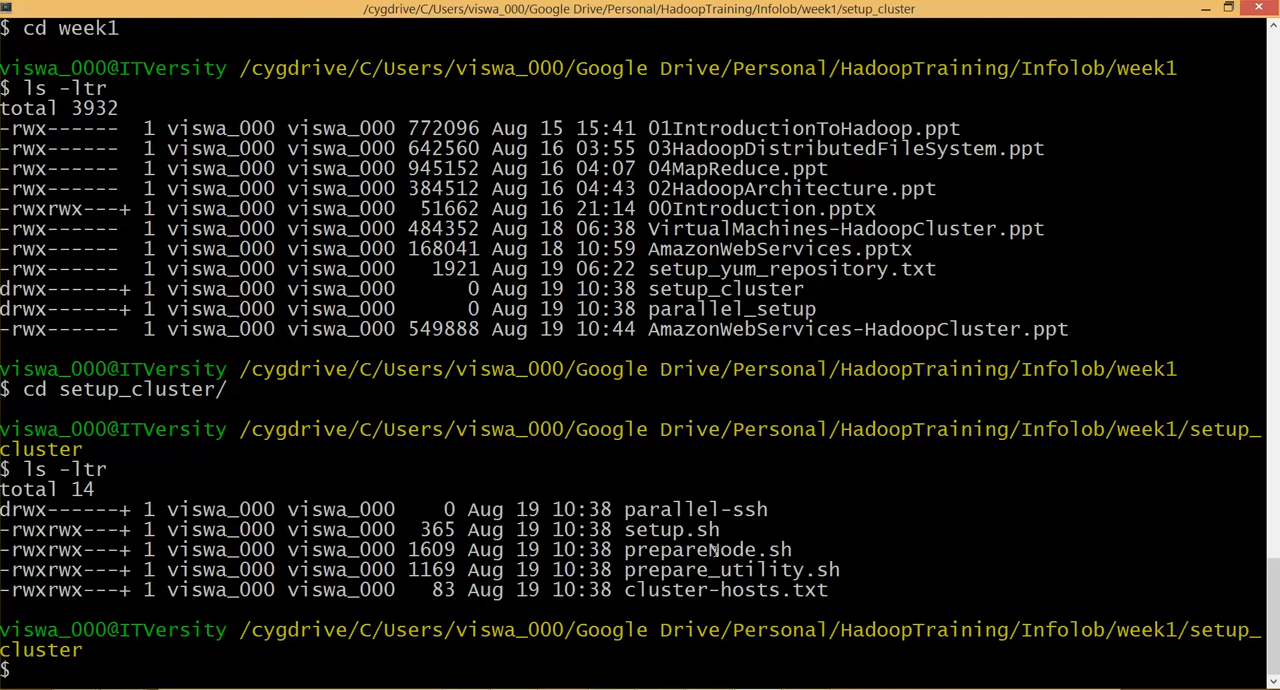 /cygdrive/C/Users/viswa_000/Google Drive/Personal/HadoopTraining/Infolob/week1/setup_cluster
$ cd week1
viswa_000@ITVersity /cygdrive/C/Users/viswa_000/Google Drive/Personal/HadoopTraining/Infolob/week1
$ ls -ltr
total 3932
-rwx------  1 viswa_000 viswa_000 772096 Aug 15 15:41 01IntroductionToHadoop.ppt
-rwx------  1 viswa_000 viswa_000 642560 Aug 16 03:55 03HadoopDistributedFileSystem.ppt
-rwx------  1 viswa_000 viswa_000 945152 Aug 16 04:07 04MapReduce.ppt
-rwx------  1 viswa_000 viswa_000 384512 Aug 16 04:43 02HadoopArchitecture.ppt
-rwxrwx---+ 1 viswa_000 viswa_000  51662 Aug 16 21:14 00Introduction.pptx
-rwx------  1 viswa_000 viswa_000 484352 Aug 18 06:38 VirtualMachines-HadoopCluster.ppt
-rwx------  1 viswa_000 viswa_000 168041 Aug 18 10:59 AmazonWebServices.pptx
-rwx------  1 viswa_000 viswa_000   1921 Aug 19 06:22 setup_yum_repository.txt
drwx------+ 1 viswa_000 viswa_000      0 Aug 19 10:38 setup_cluster
drwx------+ 1 viswa_000 viswa_000      0 Aug 19 10:38 parallel_setup
-rwx------  1 viswa_000 viswa_000 549888 Aug 19 10:44 AmazonWebServices-HadoopCluster.ppt
viswa_000@ITVersity /cygdrive/C/Users/viswa_000/Google Drive/Personal/HadoopTraining/Infolob/week1
$ cd setup_cluster/
viswa_000@ITVersity /cygdrive/C/Users/viswa_000/Google Drive/Personal/HadoopTraining/Infolob/week1/setup_
cluster
$ ls -ltr
total 14
drwx------+ 1 viswa_000 viswa_000    0 Aug 19 10:38 parallel-ssh
-rwxrwx---+ 1 viswa_000 viswa_000  365 Aug 19 10:38 setup.sh
-rwxrwx---+ 1 viswa_000 viswa_000 1609 Aug 19 10:38 prepareNode.sh
-rwxrwx---+ 1 viswa_000 viswa_000 1169 Aug 19 10:38 prepare_utility.sh
-rwxrwx---+ 1 viswa_000 viswa_000   83 Aug 19 10:38 cluster-hosts.txt
viswa_000@ITVersity /cygdrive/C/Users/viswa_000/Google Drive/Personal/HadoopTraining/Infolob/week1/setup_
cluster
$